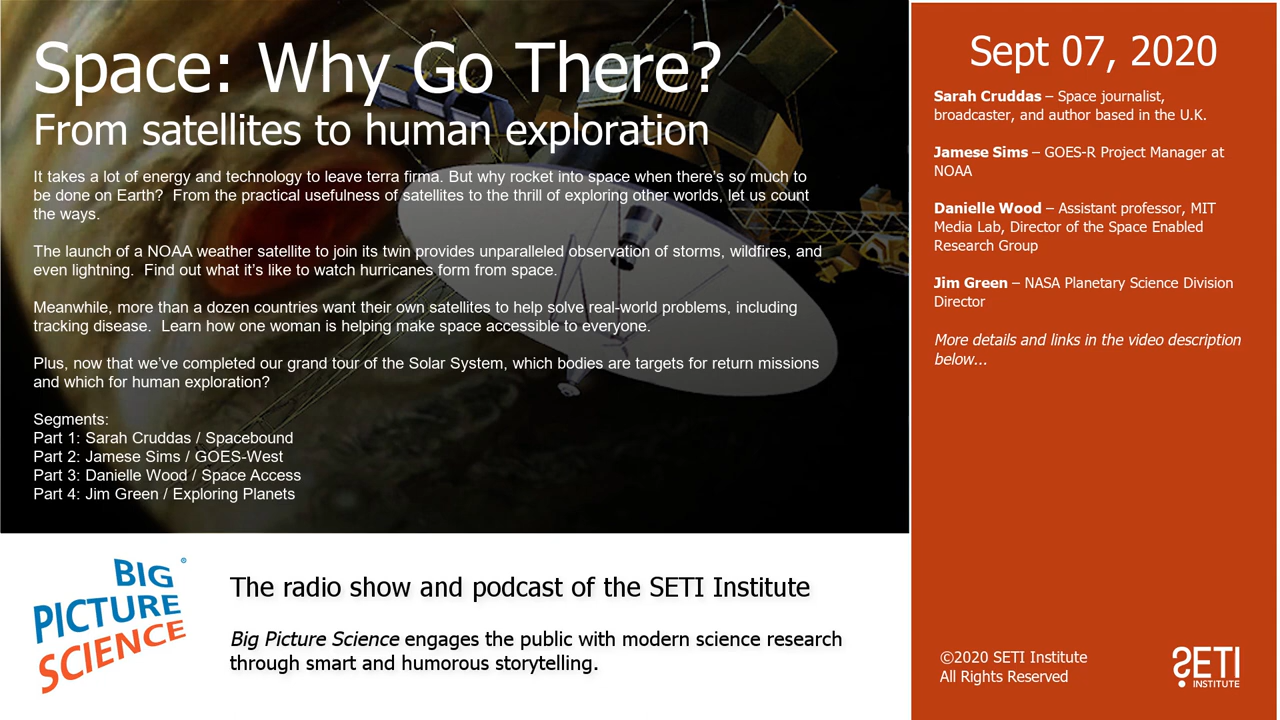 Space: Why Go There?
From satellites to human exploration
It takes a lot of energy and technology to leave terra firma. But why rocket into space when there's so much to
be done on Earth?  From the practical usefulness of satellites to the thrill of exploring other worlds, let us count
the ways.
The launch of a NOAA weather satellite to join its twin provides unparalleled observation of storms, wildfires, and
even lightning.  Find out what it's like to watch hurricanes form from space.
Meanwhile, more than a dozen countries want their own satellites to help solve real-world problems, including
tracking disease.  Learn how one woman is helping make space accessible to everyone.
Plus, now that we've completed our grand tour of the Solar System, which bodies are targets for return missions
and which for human exploration?
Segments:
Part 1: Sarah Cruddas / Spacebound
Part 2: Jamese Sims / GOES-West
Part 3: Danielle Wood / Space Access
Part 4: Jim Green / Exploring Planets
Sept 07, 2020
Sarah Cruddas – Space journalist,
broadcaster, and author based in the U.K.
Jamese Sims – GOES-R Project Manager at
NOAA
Danielle Wood – Assistant professor, MIT
Media Lab, Director of the Space Enabled
Research Group
Jim Green – NASA Planetary Science Division
Director
More details and links in the video description
below...
BIG ®
PICTURE
SCIENCE
The radio show and podcast of the SETI Institute
Big Picture Science engages the public with modern science research
through smart and humorous storytelling.
©2020 SETI Institute
All Rights Reserved
SETI
INSTITUTE